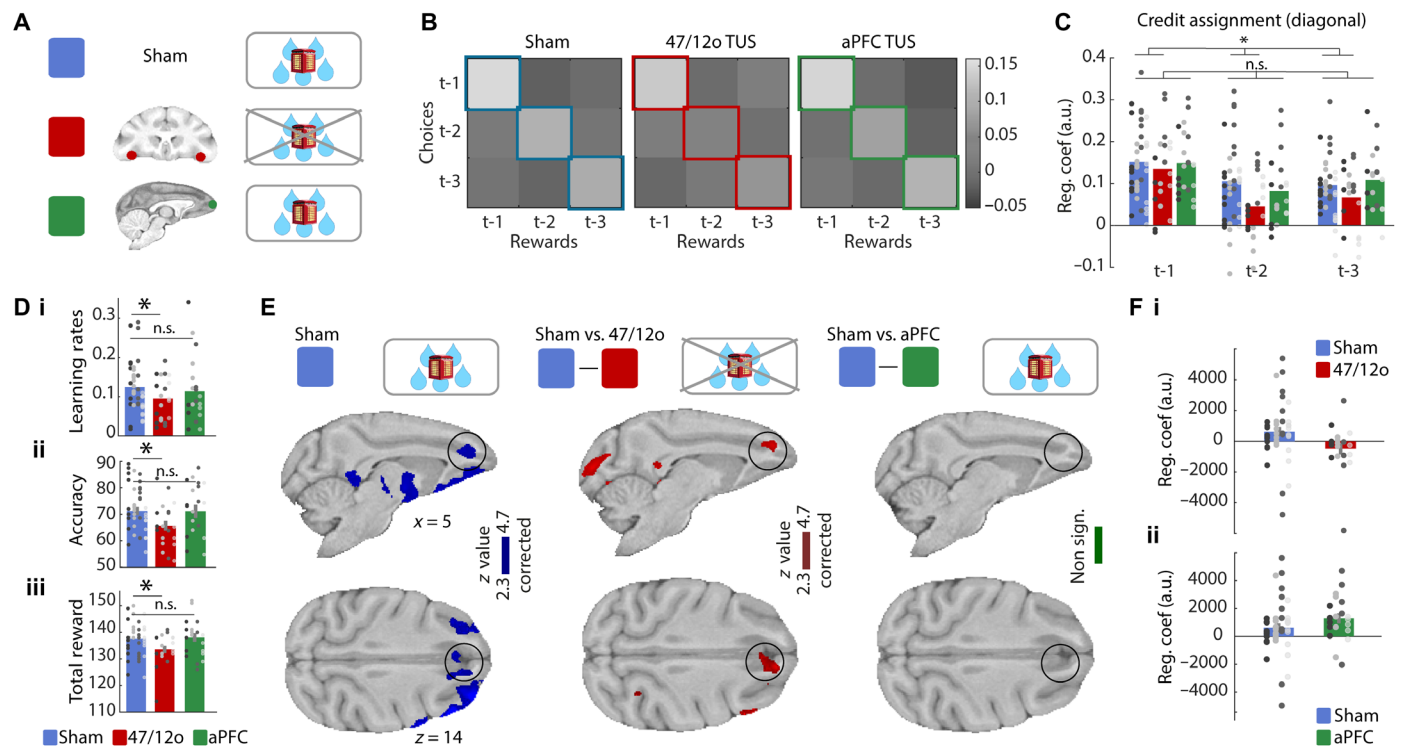 A
Sham
B
Sham
47/12o TUS
aPFC TUS
Choices
t-1
t-2
t-3
t-1 t-2 t-3
Rewards
t-1 t-2 t-3
Rewards
t-1 t-2 t-3
Rewards
0.15
0.1
0.05
0
−0.05
C
Credit assignment (diagonal)
*
n.s.
Reg. coef (a.u.)
0.4
0.3
0.2
0.1
0
−0.1
t-1
t-2
t-3
D i
Learning rates
0.3
0.2
0.1
0
*
n.s.
ii
Accuracy
90
80
70
60
50
*
n.s.
iii
Total reward
150
140
130
120
110
*
n.s.
Sham 47/12o aPFC
E
Sham
Sham vs. 47/12o
Sham vs. aPFC
x = 5
z value
2.3 4.7
corrected
z value
2.3 4.7
corrected
Non sign.
z = 14
F i
Sham
47/12o
Reg. coef (a.u.)
4000
2000
0
−2000
−4000
ii
Reg. coef (a.u.)
4000
2000
0
−2000
−4000
Sham
aPFC